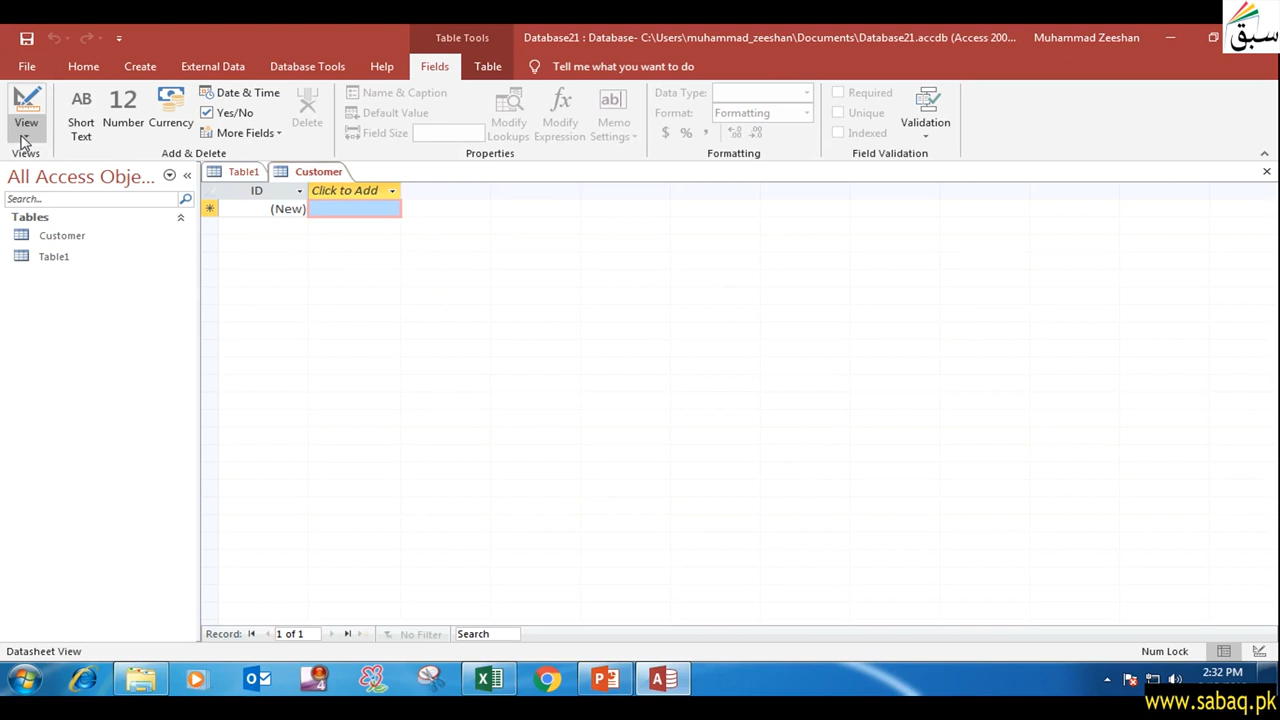 سبق
Table Tools
Database21 : Database- C:\Users\muhammad_zeeshan\Documents\Database21.accdb (Access 200...
Muhammad Zeeshan
File
Home
Create
External Data
Database Tools
Help
Fields
Table
Tell me what you want to do
View
Views
AB
Short
Text
12
Number
Currency
Date & Time
Yes/No
More Fields
Delete
Add & Delete
Name & Caption
Default Value
Field Size
Modify
Lookups
fx
Modify
Expression
ab|
Memo
Settings
Properties
Data Type:
Format:
Formatting
$ % ,
Formatting
Required
Unique
Indexed
Validation
Field Validation
All Access Obje...
Search...
Tables
Customer
Table1
Table1
Customer
ID
Click to Add
(New)
Record:
1 of 1
No Filter
Search
Datasheet View
Num Lock
2:32 PM
www.sabaq.pk